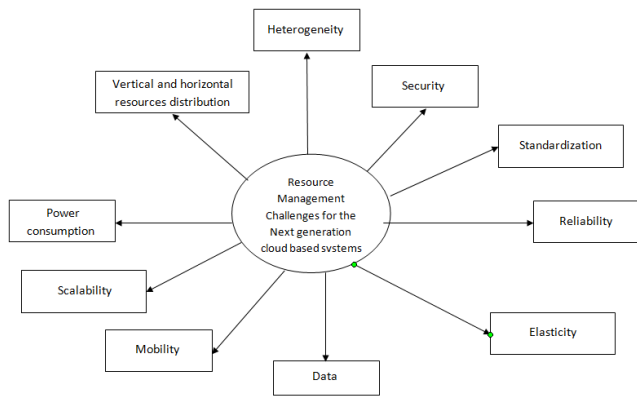 Heterogeneity
Vertical and horizontal
resources distribution
Security
Standardization
Resource
Management
Challenges for the
Next generation
cloud based systems
Power
consumption
Reliability
Scalability
Elasticity
Mobility
Data